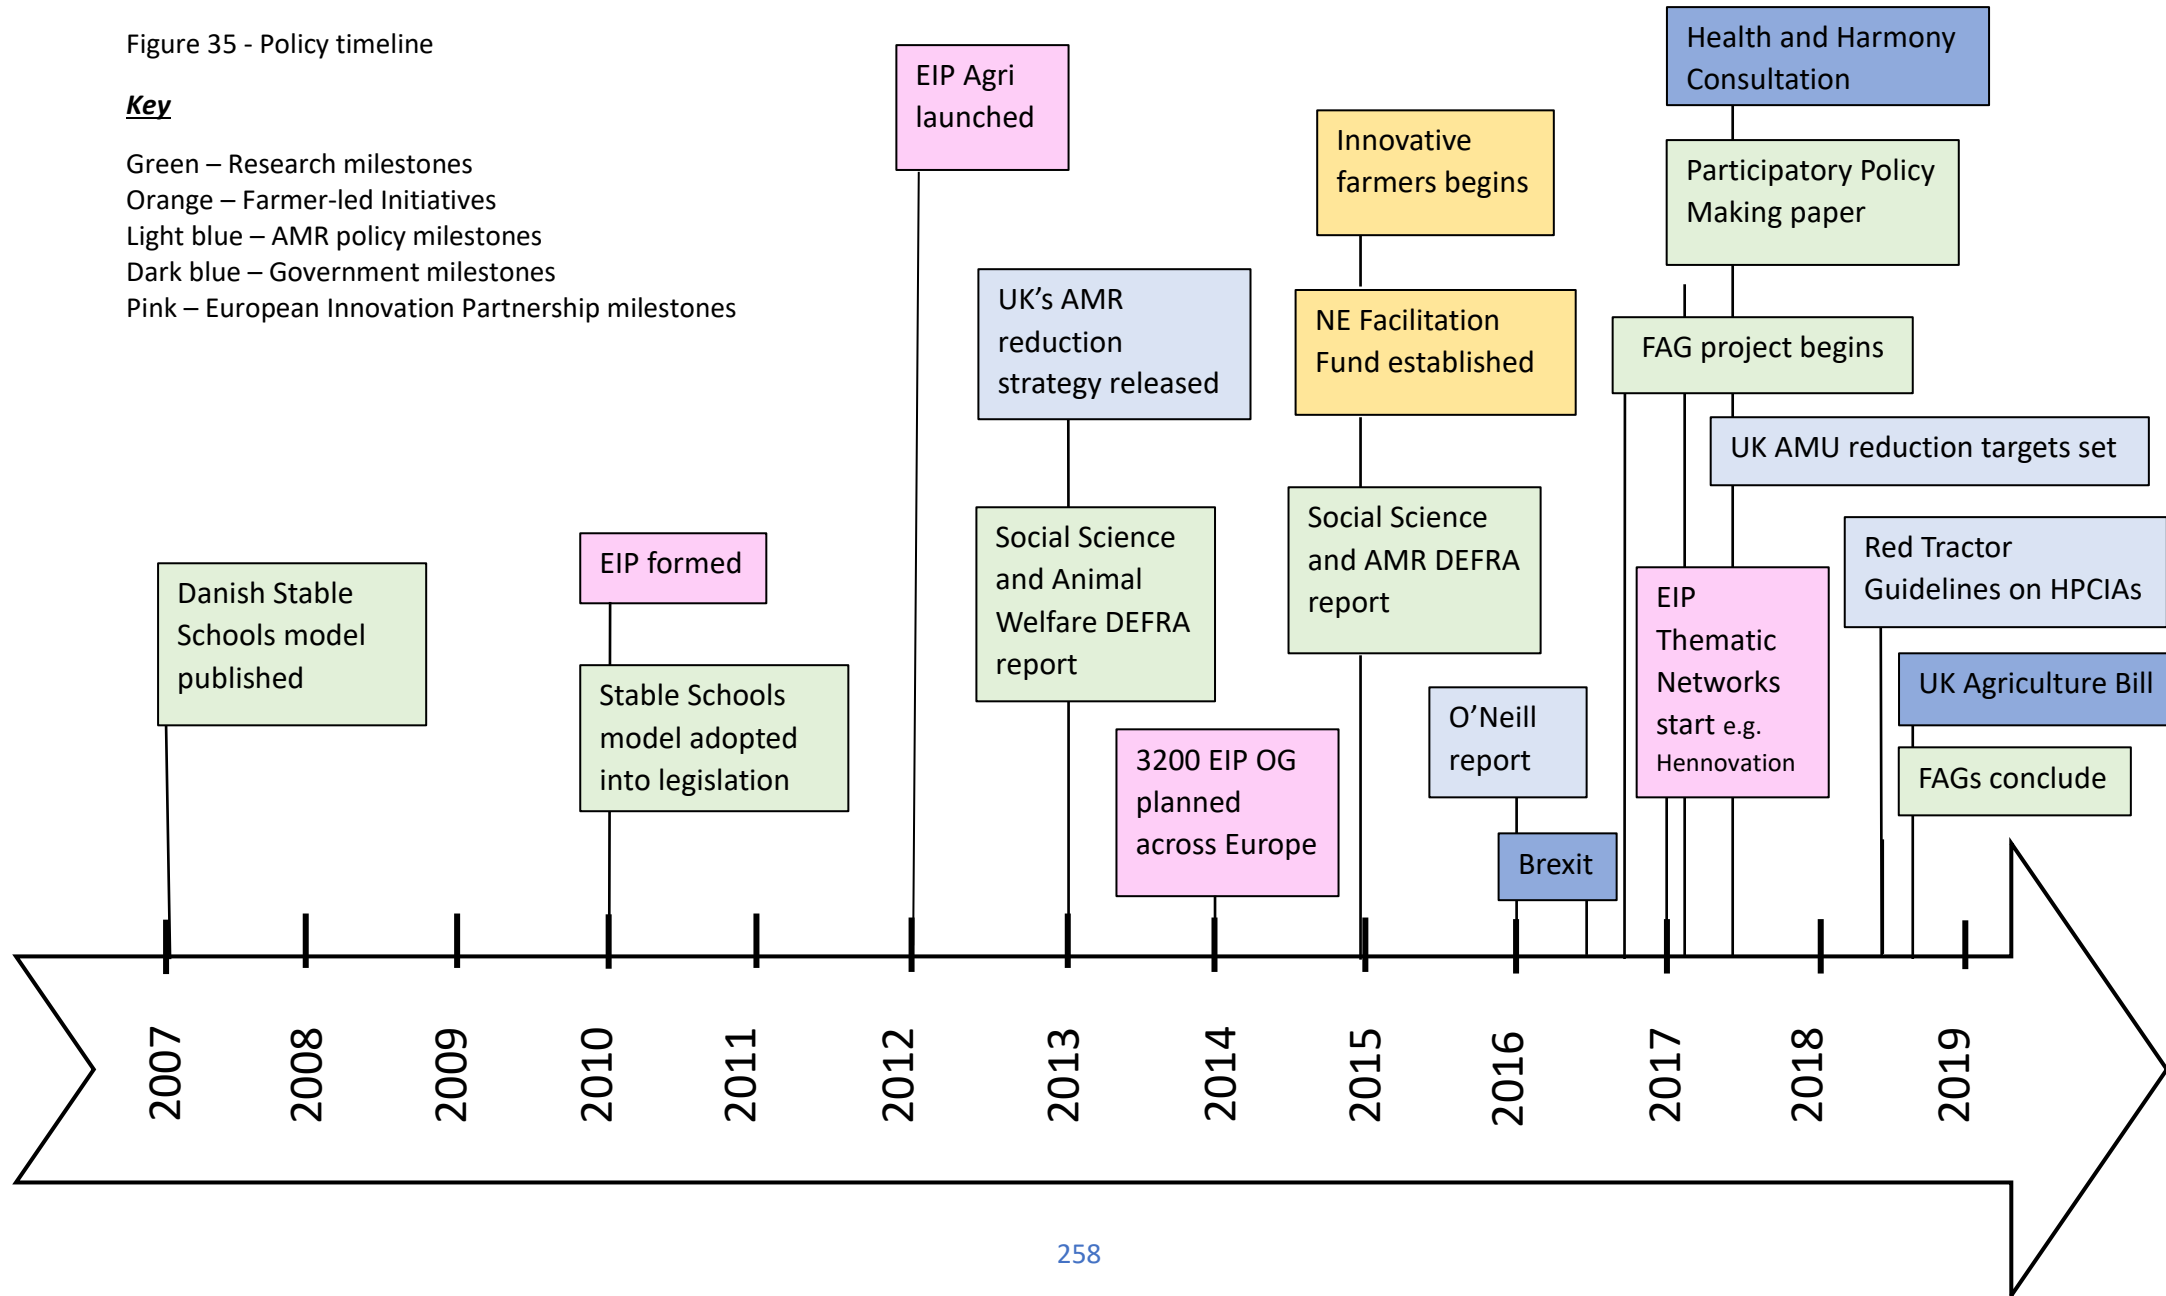 Figure 35 - Policy timeline
Key
Green – Research milestones
Orange – Farmer-led Initiatives
Light blue – AMR policy milestones
Dark blue – Government milestones
Pink – European Innovation Partnership milestones
Danish Stable
Schools model
published
EIP formed
Stable Schools
model adopted
into legislation
EIP Agri
launched
UK’s AMR
reduction
strategy released
Social Science
and Animal
Welfare DEFRA
report
3200 EIP OG
planned
across Europe
Innovative
farmers begins
NE Facilitation
Fund established
Social Science
and AMR DEFRA
report
O’Neill
report
Brexit
Health and Harmony
Consultation
Participatory Policy
Making paper
FAG project begins
UK AMU reduction targets set
EIP
Thematic
Networks
start e.g.
Hennovation
Red Tractor
Guidelines on HPCIAs
UK Agriculture Bill
FAGs conclude
2007
2008
2009
2010
2011
2012
2013
2014
2015
2016
2017
2018
2019
258